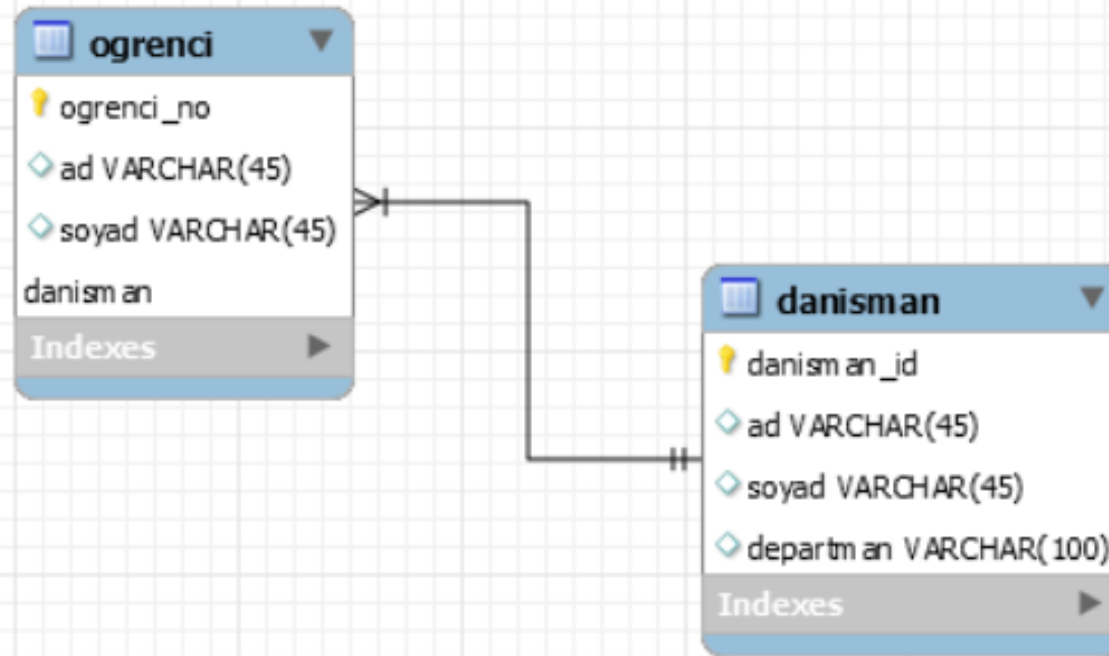 ogrenci
ogrenci_no
ad VARCHAR(45)
soyad VARCHAR(45)
danisman
Indexes
danisman
danisman_id
ad VARCHAR(45)
soyad VARCHAR(45)
departman VARCHAR(100)
Indexes